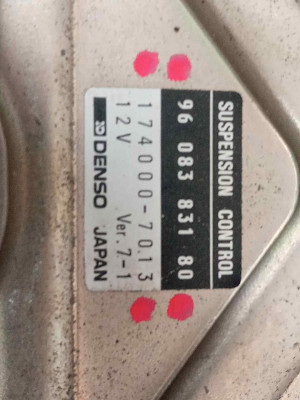 SUSPENSION CONTROL
96 083 831 80
174000-7013
12V Ver.7-1
DENSO JAPAN